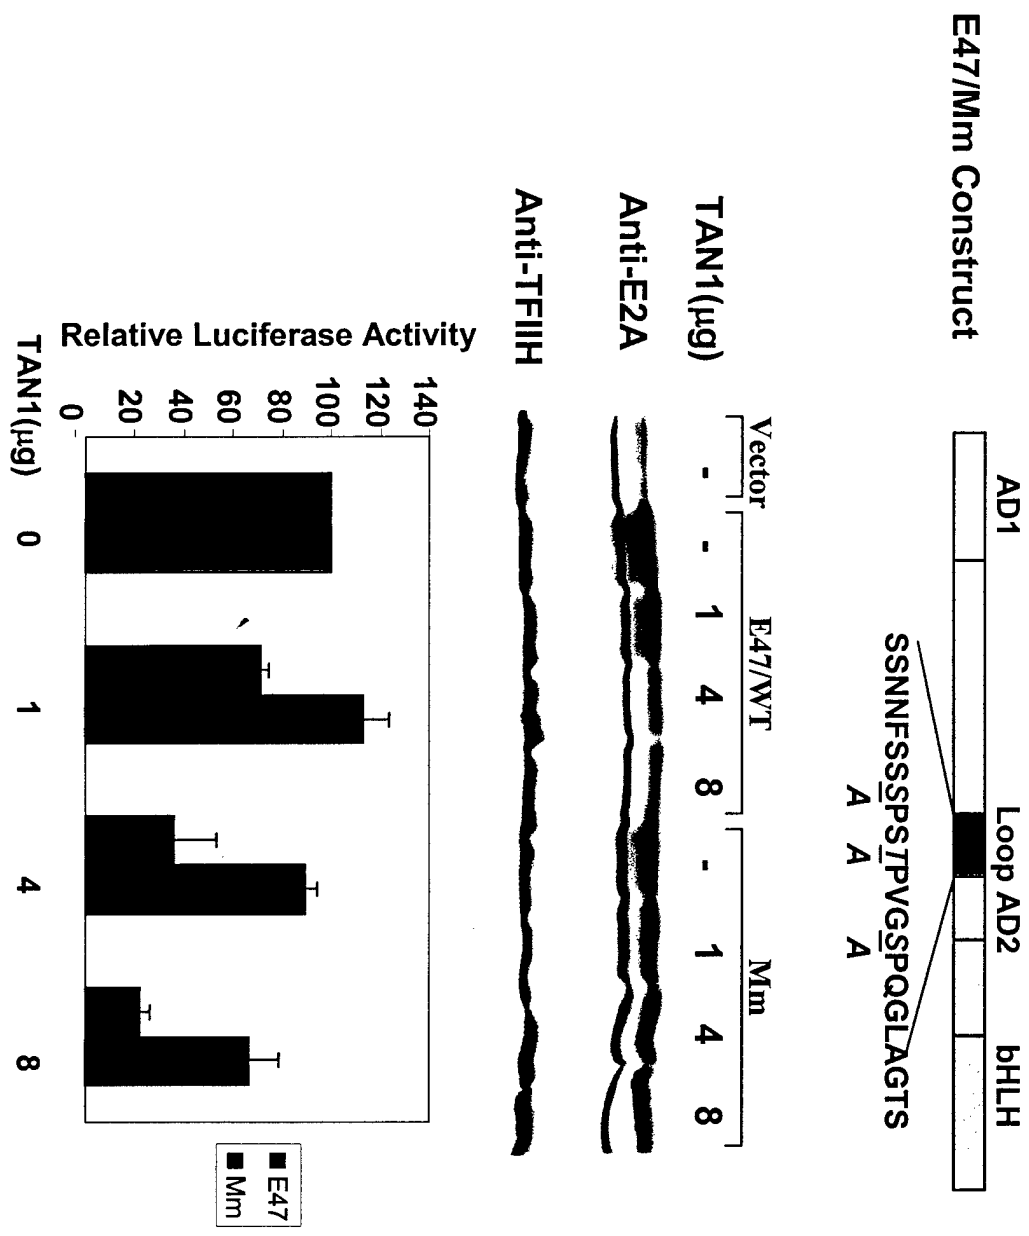 AD1 Loop AD2 bHLH
E47/Mm Construct
SSNNFSSSPSTPVGSPQGLAGTS
A A A
Vector E47/WT Mm
TAN1(μg) - - 1 4 8 - 1 4 8
Anti-E2A
Anti-TFIIH
Relative Luciferase Activity
140
120
100
80
60
40
20
0
TAN1(μg) 0 1 4 8
E47
Mm